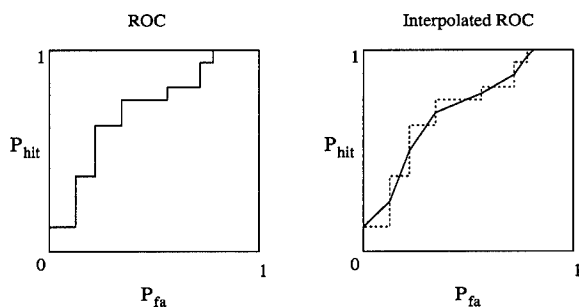 ROC
1
P_hit
0
1
P_fa
Interpolated ROC
1
P_hit
0
1
P_fa